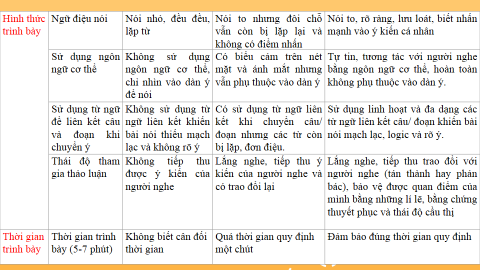 Hình thức
trình bày
Ngữ điệu nói
Nói nhỏ, đều đều,
lặp từ
Nói to nhưng đôi chỗ
vẫn còn bị lặp lại và
không có điểm nhấn
Nói to, rõ ràng, lưu loát, biết nhấn
mạnh vào ý kiến cá nhân
Sử dụng ngôn
ngữ cơ thể
Không sử dụng
ngôn ngữ cơ thể,
chỉ nhìn vào dàn ý
để nói
Có biểu cảm trên nét
mặt và ánh mắt nhưng
vẫn phụ thuộc vào dàn ý
Tự tin, tương tác với người nghe
bằng ngôn ngữ cơ thể, hoàn toàn
không phụ thuộc vào dàn ý.
Sử dụng từ ngữ
để liên kết câu
và đoạn khi
chuyển ý
Không sử dụng từ
ngữ liên kết khiến
bài nói thiếu mạch
lạc và không rõ ý
Có sử dụng từ ngữ liên
kết khi chuyển câu/
đoạn nhưng các từ còn
bị lặp, đơn điệu.
Sử dụng linh hoạt và đa dạng các
từ ngữ liên kết câu/ đoạn khiến bài
nói mạch lạc, logic và rõ ý.
Thái độ tham
gia thảo luận
Không tiếp thu
được ý kiến của
người nghe
Lắng nghe, tiếp thu ý
kiến của người nghe và
có trao đổi lại
Lắng nghe, tiếp thu trao đổi với
người nghe (tán thành hay phản
bác), bảo vệ được quan điểm của
mình bằng những lí lẽ, bằng chứng
thuyết phục và thái độ cầu thị
Thời gian
trình bày
Thời gian trình
bày (5-7 phút)
Không biết cân đối
thời gian
Quá thời gian quy định
một chút
Đảm bảo đúng thời gian quy định